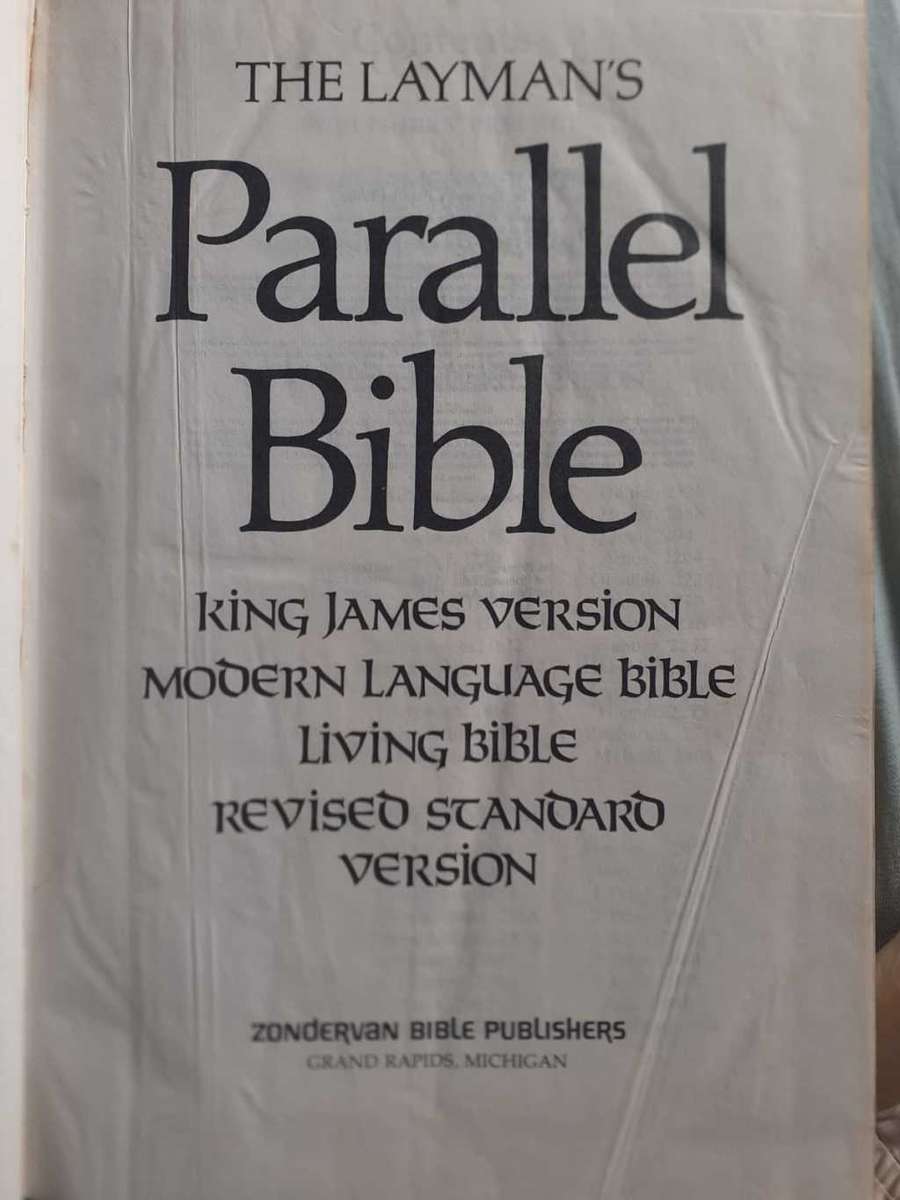 THE LAYMAN'S
Parallel
Bible
KING JAMES VERSION
MODERN LANGUAGE BIBLE
LIVING BIBLE
REVISED STANDARD
VERSION
ZONDERVAN BIBLE PUBLISHERS
GRAND RAPIDS, MICHIGAN